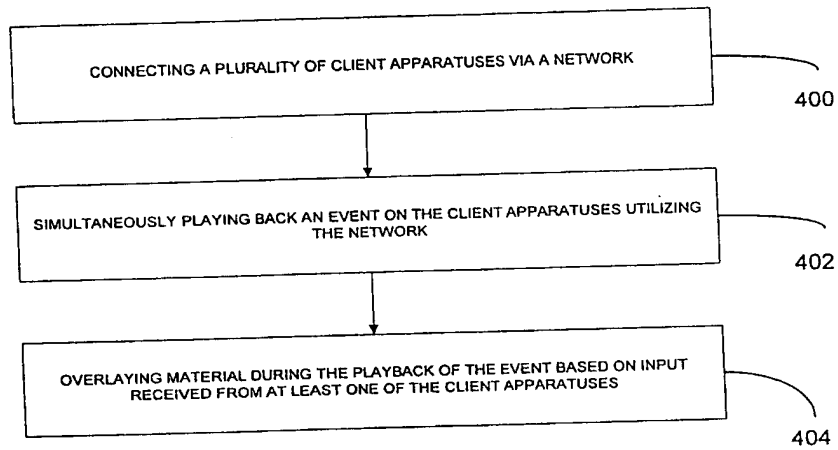 CONNECTING A PLURALITY OF CLIENT APPARATUSES VIA A NETWORK
400
SIMULTANEOUSLY PLAYING BACK AN EVENT ON THE CLIENT APPARATUSES UTILIZING
THE NETWORK
402
OVERLAYING MATERIAL DURING THE PLAYBACK OF THE EVENT BASED ON INPUT
RECEIVED FROM AT LEAST ONE OF THE CLIENT APPARATUSES
404